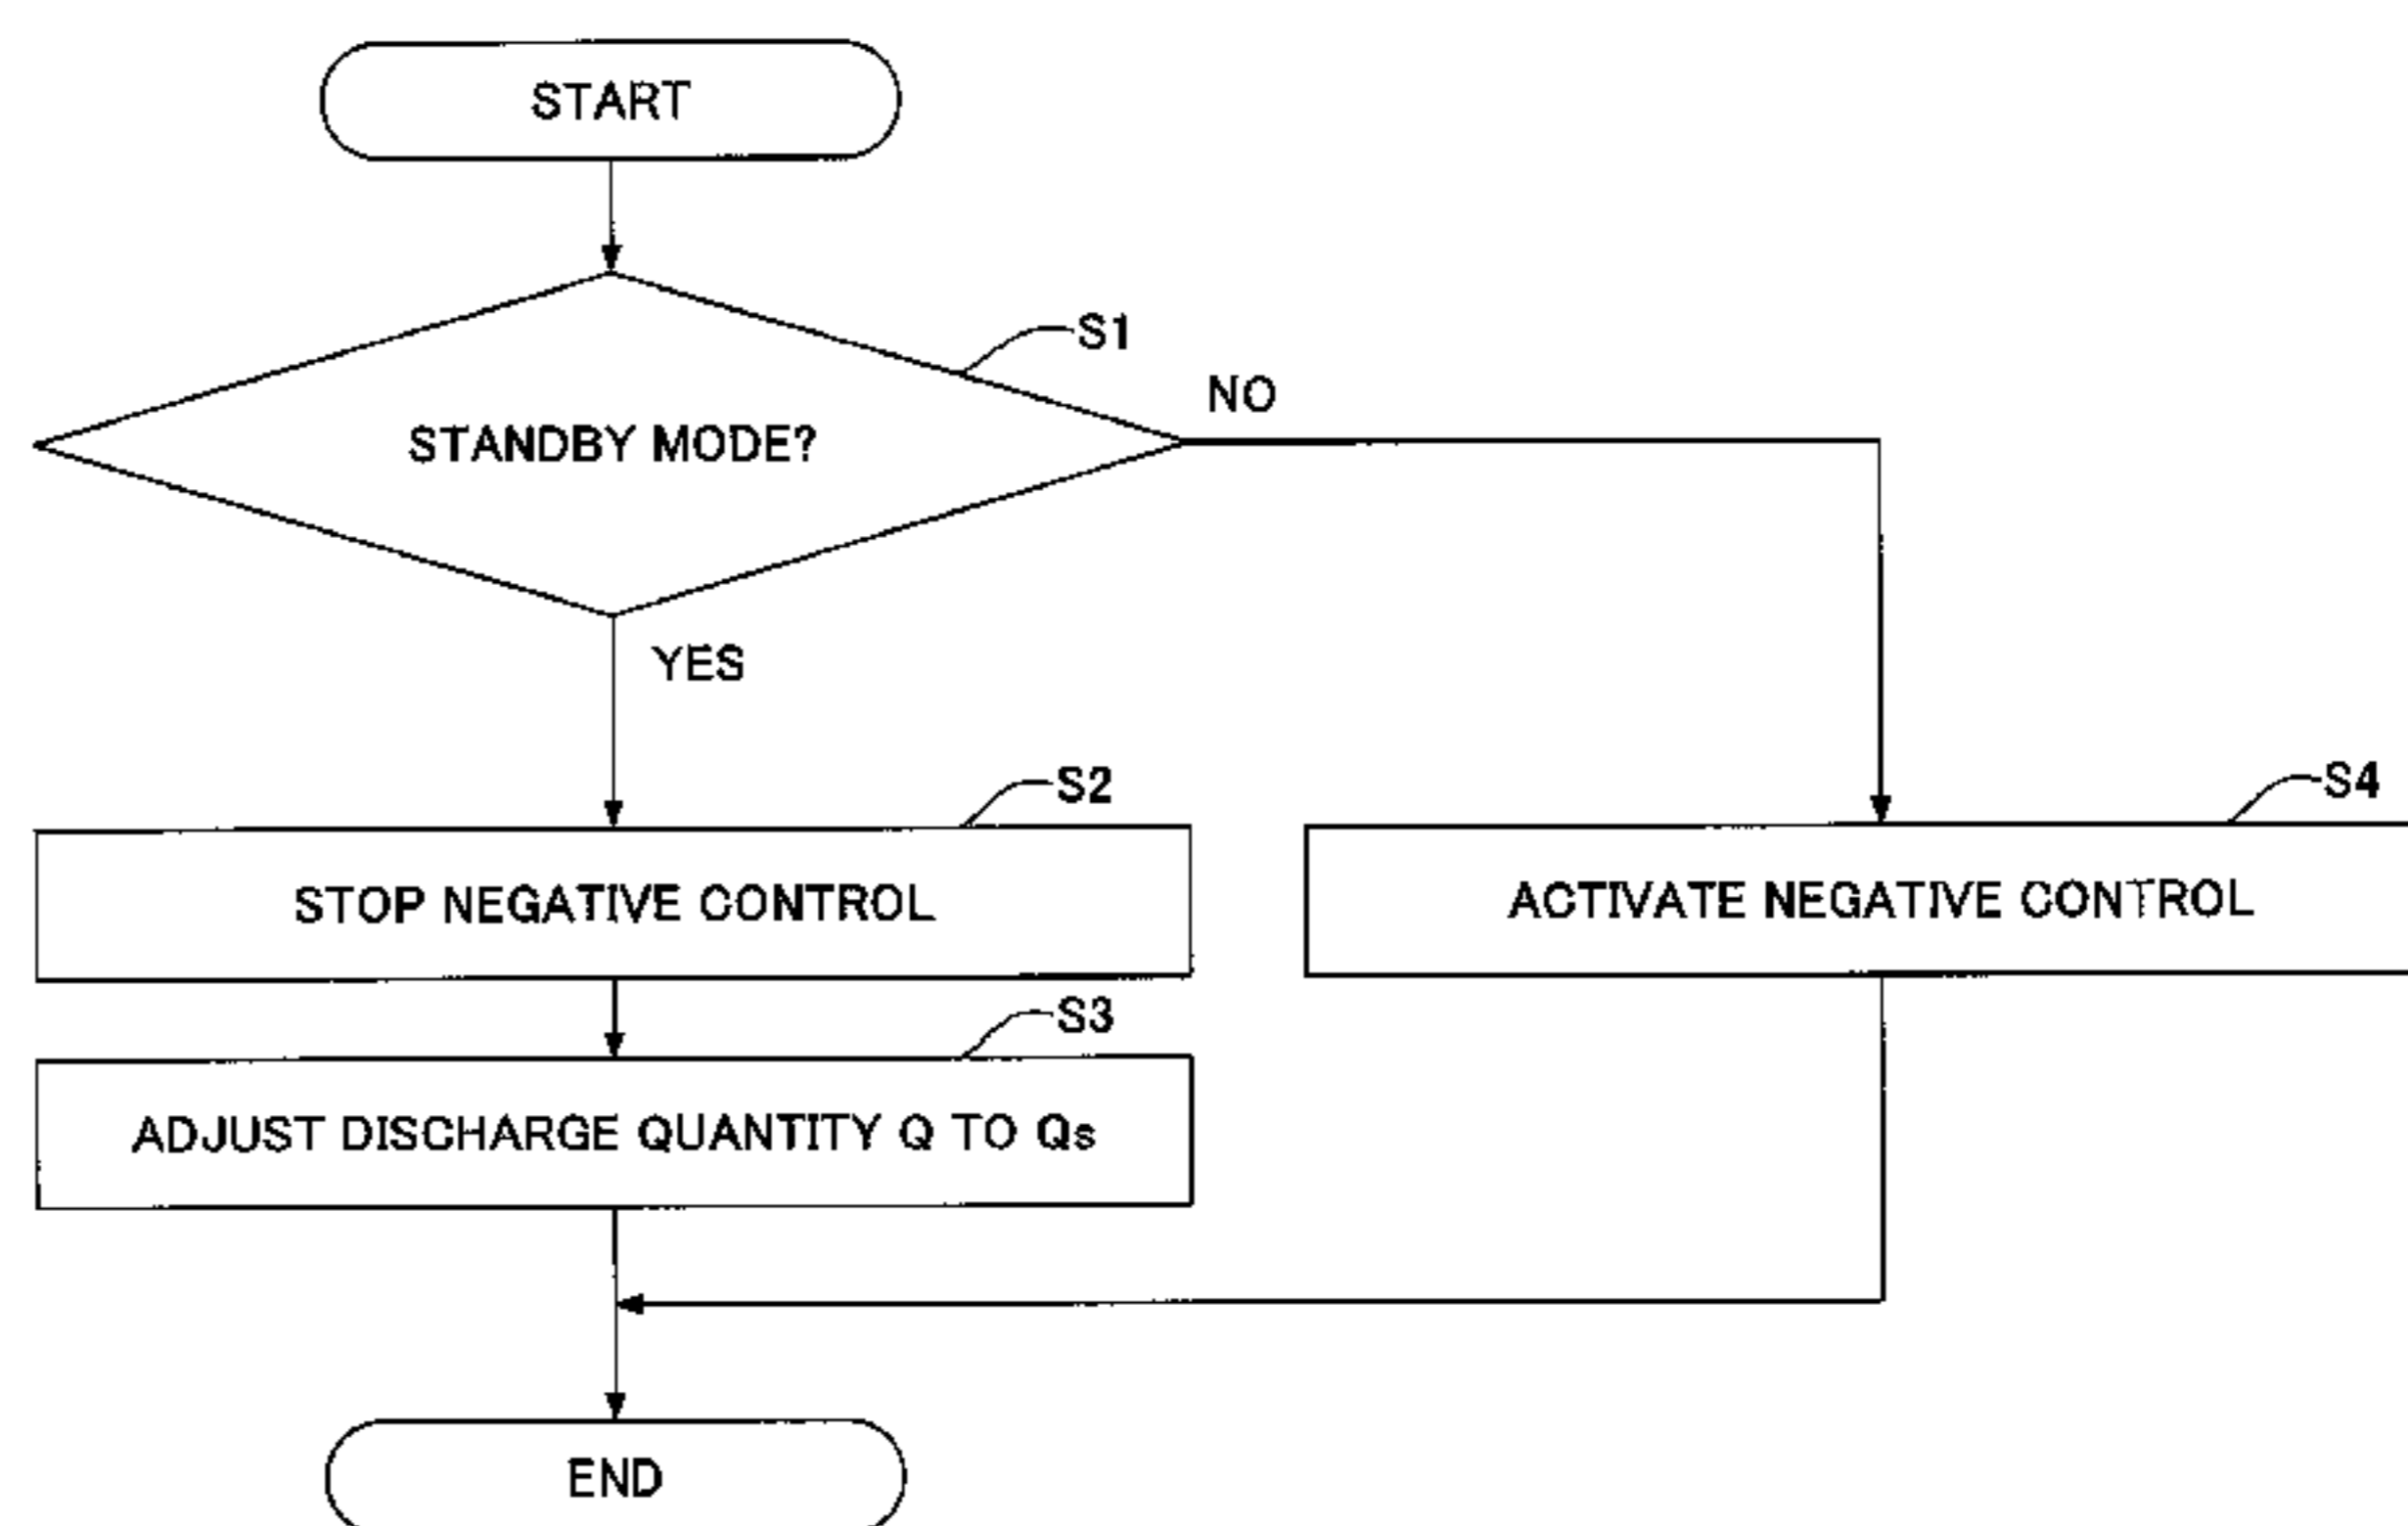 START
S1
NO
STANDBY MODE?
YES
S2
S4
STOP NEGATIVE CONTROL
ACTIVATE NEGATIVE CONTROL
S3
ADJUST DISCHARGE QUANTITY Q TO Qs
END